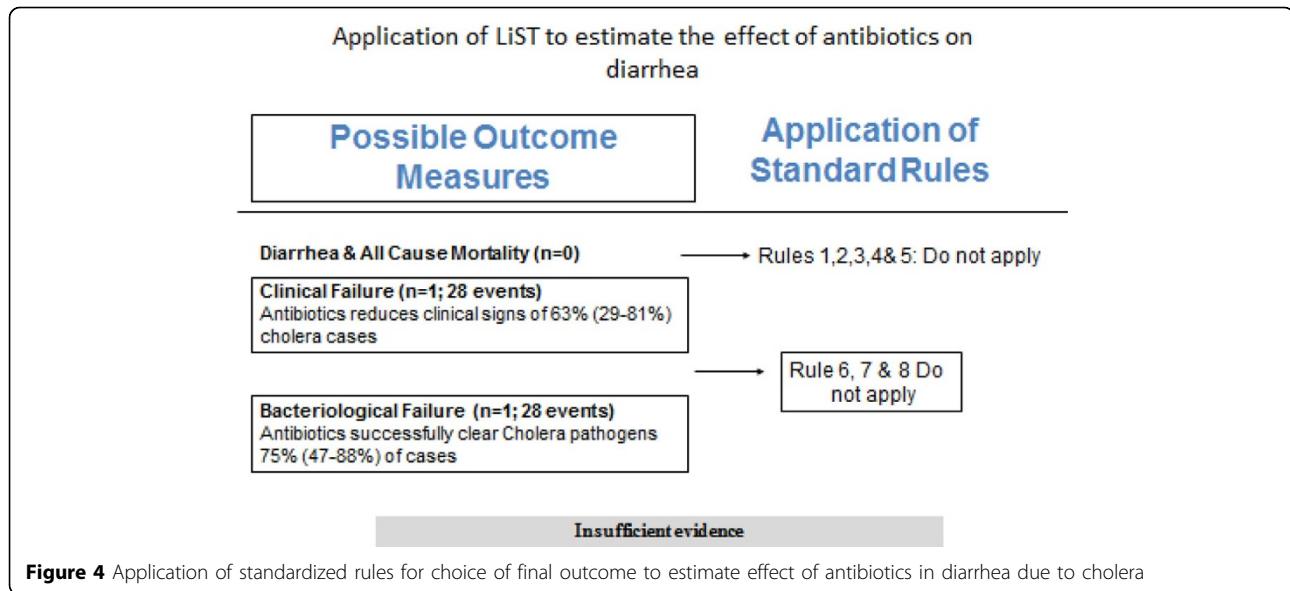 Application of LiST to estimate the effect of antibiotics on
diarrhea
Possible Outcome
Measures
Application of
Standard Rules
Diarrhea & All Cause Mortality (n=0)
Rules 1,2,3,4& 5: Do not apply
Clinical Failure (n=1; 28 events)
Antibiotics reduces clinical signs of 63% (29-81%)
cholera cases
Rule 6, 7 & 8 Do
not apply
Bacteriological Failure (n=1; 28 events)
Antibiotics successfully clear Cholera pathogens
75% (47-88%) of cases
Insufficient evidence
Figure 4 Application of standardized rules for choice of final outcome to estimate effect of antibiotics in diarrhea due to cholera